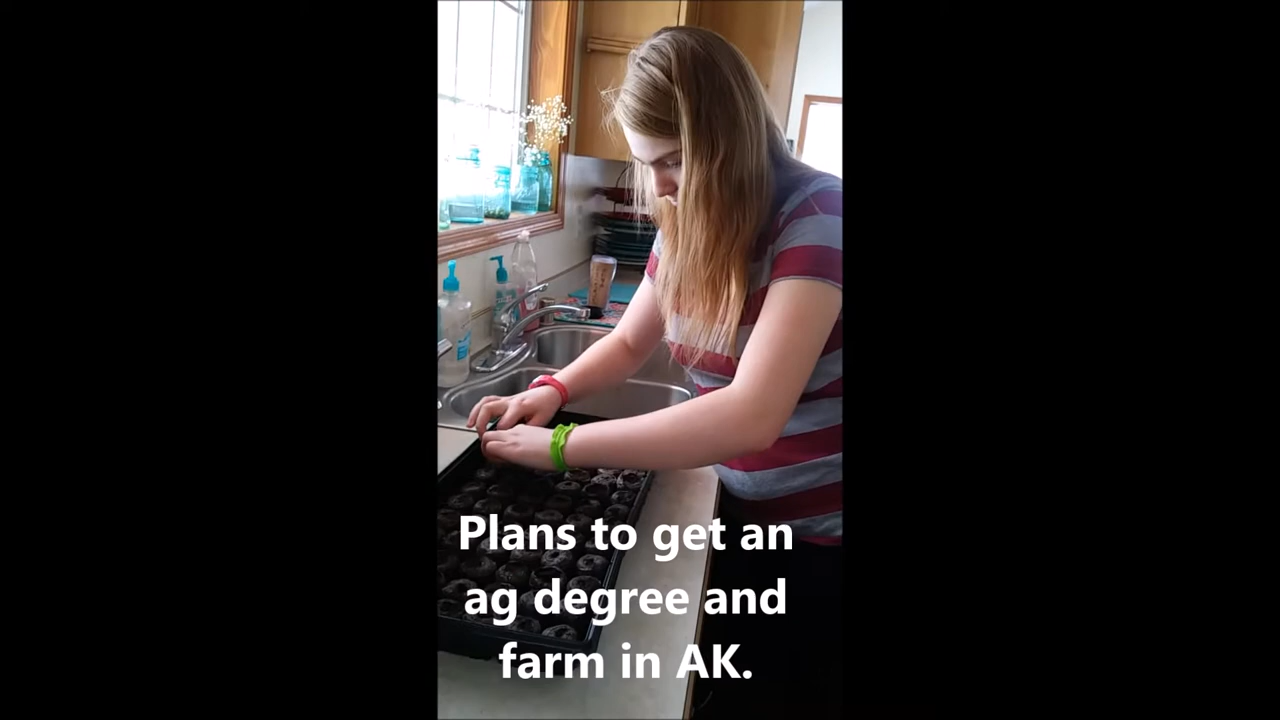 Plans to get an
ag degree and
farm in AK.